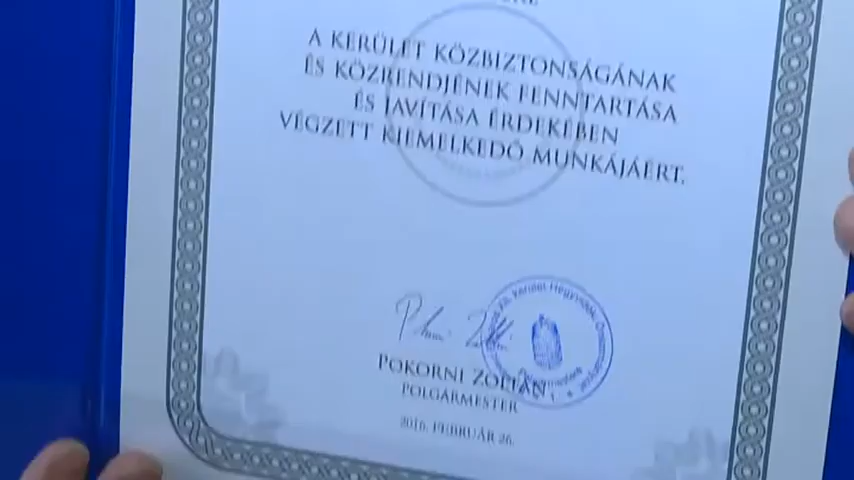 A KERÜLET KÖZBIZTONSÁGÁNAK
ÉS KÖZRENDJÉNEK FENNTARTÁSA
ÉS JAVÍTÁSA ÉRDEKÉBEN
VÉGZETT KIEMELKEDŐ MUNKÁJÁÉRT.
POKORNI ZOLTÁN
POLGÁRMESTER
2016. FEBRUÁR 26.